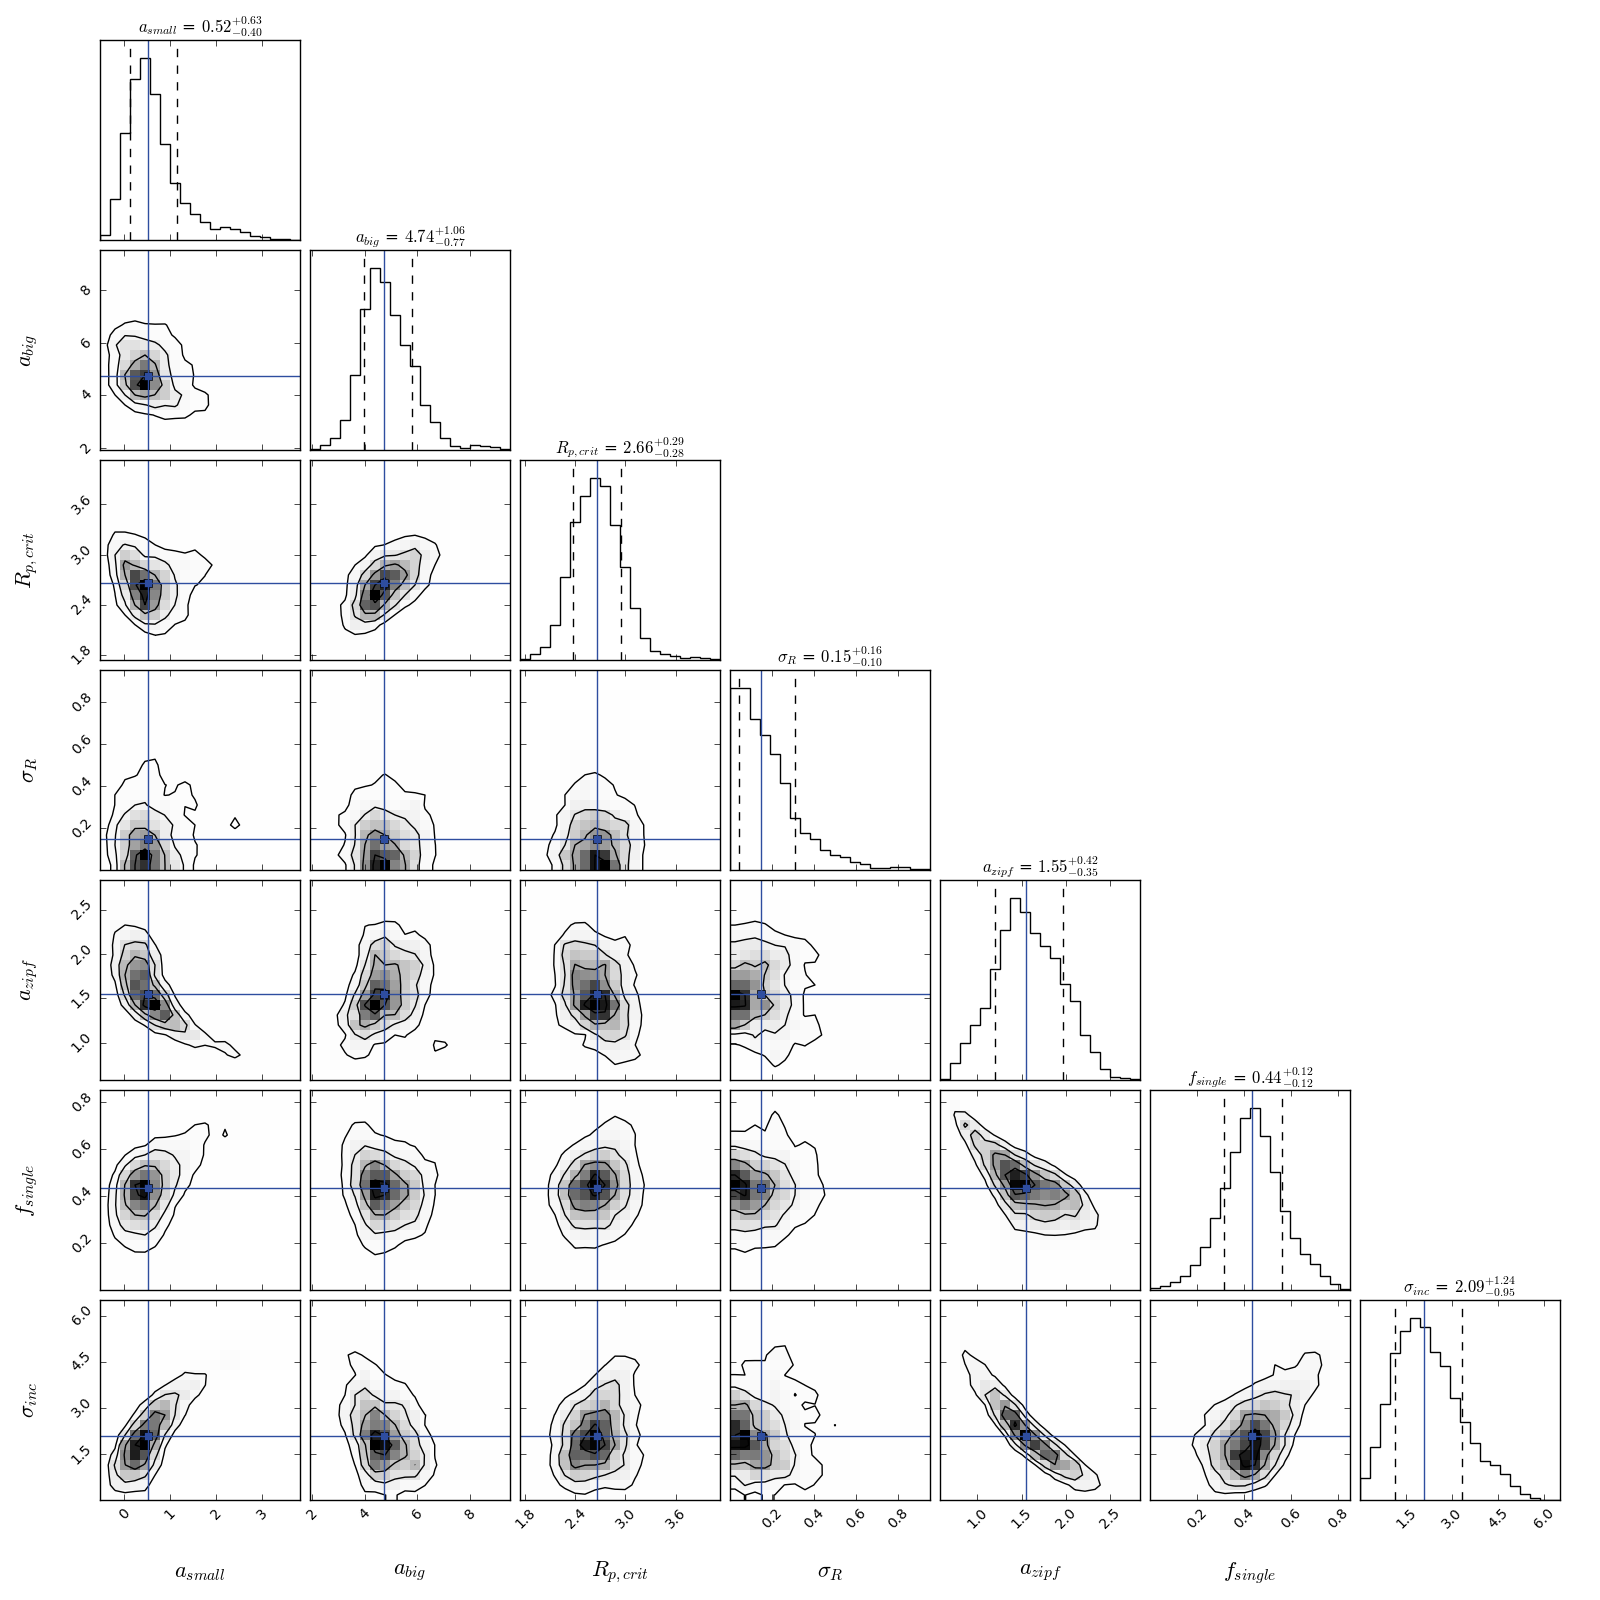 a_small = 0.52^{+0.63}_{-0.40}
a_big = 4.74^{+1.06}_{-0.77}
a_big
8
6
4
2
R_{p,crit} = 2.66^{+0.29}_{-0.28}
R_{p,crit}
3.6
3.0
2.4
1.8
σ_R = 0.15^{+0.16}_{-0.10}
σ_R
0.8
0.6
0.4
0.2
a_zipf = 1.55^{+0.42}_{-0.35}
a_zipf
2.5
2.0
1.5
1.0
f_single = 0.44^{+0.12}_{-0.12}
f_single
0.8
0.6
0.4
0.2
σ_inc = 2.09^{+1.24}_{-0.95}
σ_inc
6.0
4.5
3.0
1.5
0 1 2 3 2 4 6 8 1.8 2.4 3.0 3.6 0.2 0.4 0.6 0.8 1.0 1.5 2.0 2.5 0.2 0.4 0.6 0.8 1.5 3.0 4.5 6.0
a_small a_big R_{p,crit} σ_R a_zipf f_single